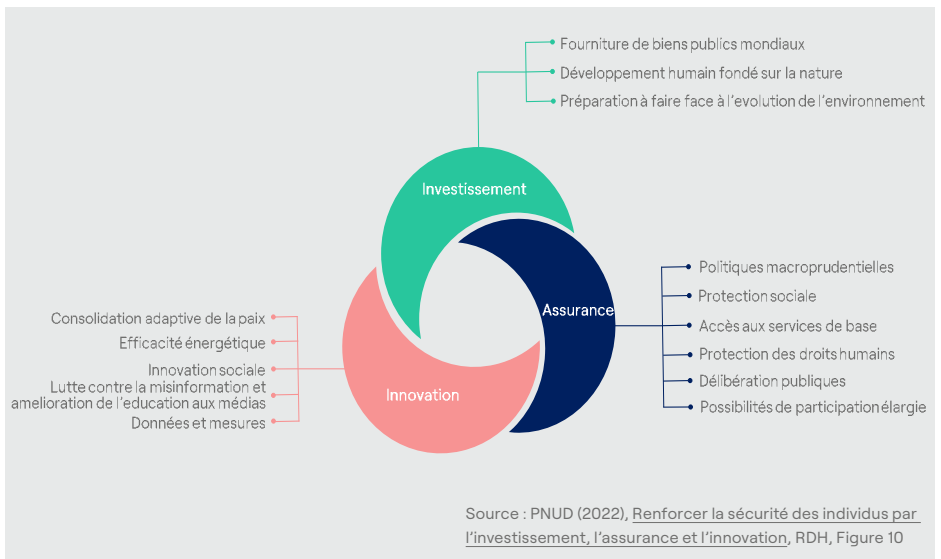 Fourniture de biens publics mondiaux
Développement humain fondé sur la nature
Préparation à faire face à l'evolution de l'environnement
Investissement
Assurance
Politiques macroprudentielles
Protection sociale
Accès aux services de base
Protection des droits humains
Délibération publiques
Possibilités de participation élargie
Consolidation adaptive de la paix
Efficacité énergétique
Innovation sociale
Lutte contre la misinformation et
amelioration de l'education aux médias
Données et mesures
Innovation
Source : PNUD (2022), Renforcer la sécurité des individus par
l'investissement, l'assurance et l'innovation, RDH, Figure 10